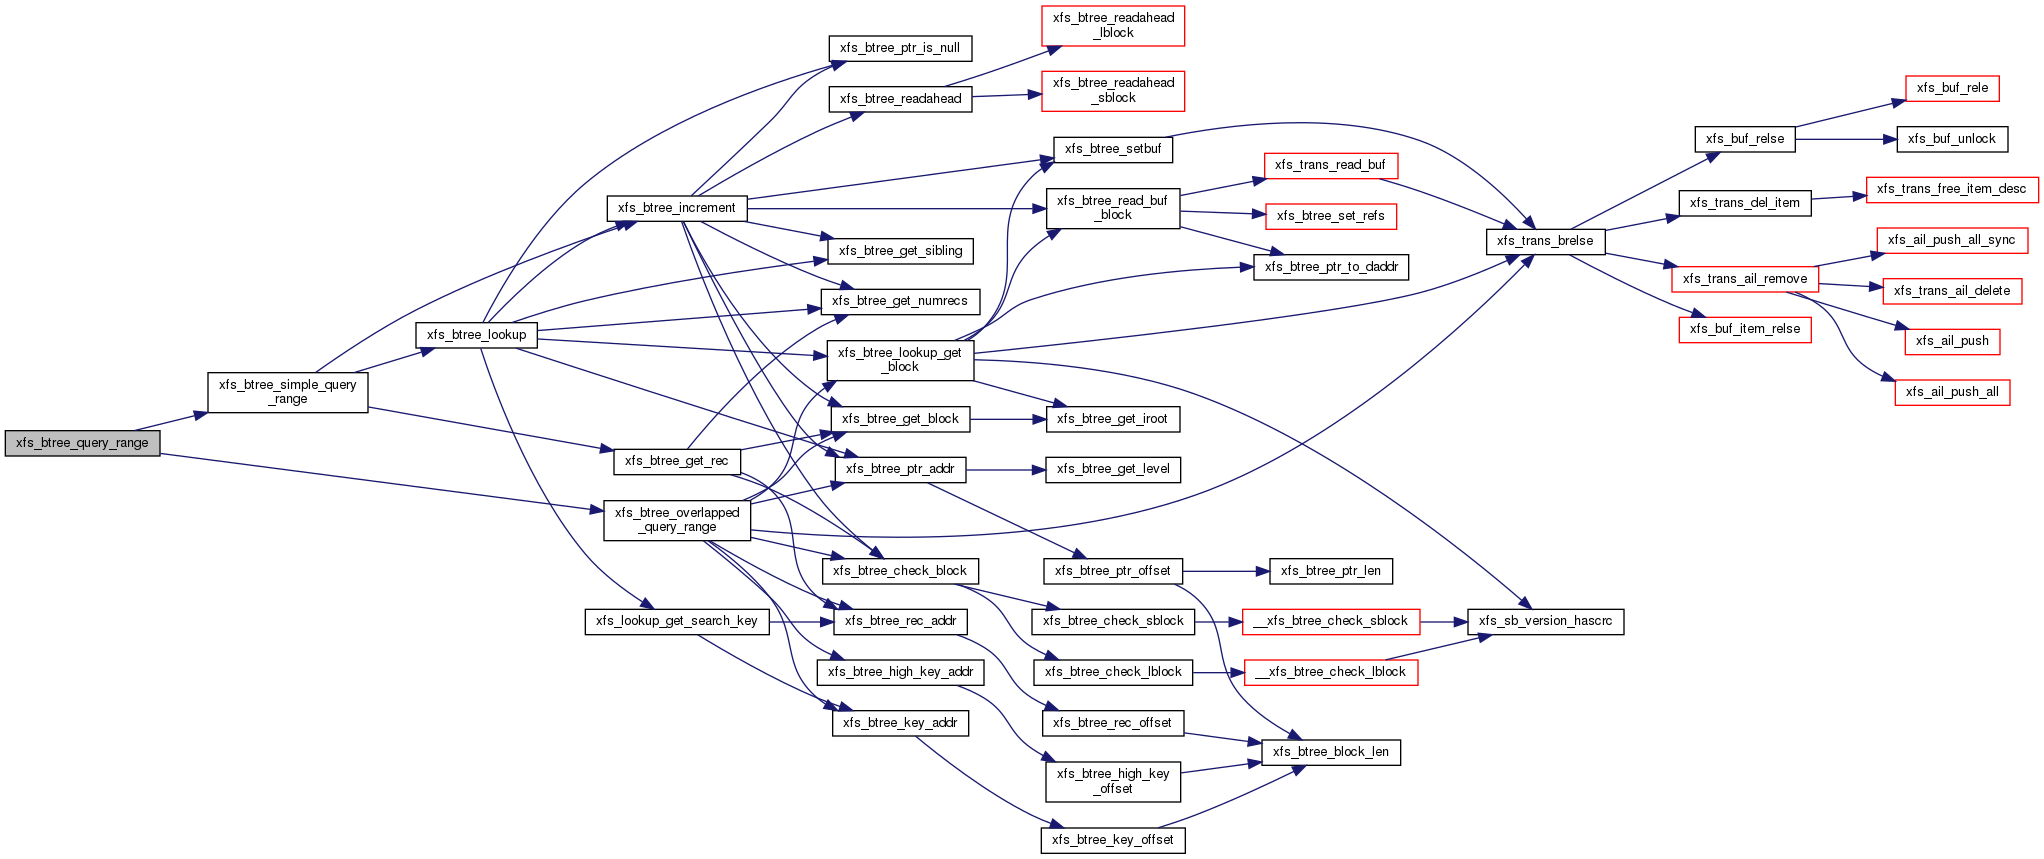 xfs_btree_query_range
xfs_btree_simple_query
_range
xfs_btree_lookup
xfs_btree_increment
xfs_btree_get_rec
xfs_btree_overlapped
_query_range
xfs_lookup_get_search_key
xfs_btree_ptr_is_null
xfs_btree_readahead
xfs_btree_get_sibling
xfs_btree_get_numrecs
xfs_btree_lookup_get
_block
xfs_btree_get_block
xfs_btree_ptr_addr
xfs_btree_check_block
xfs_btree_rec_addr
xfs_btree_high_key_addr
xfs_btree_key_addr
xfs_btree_readahead
_lblock
xfs_btree_readahead
_sblock
xfs_btree_setbuf
xfs_btree_read_buf
_block
xfs_btree_get_iroot
xfs_btree_get_level
xfs_btree_ptr_offset
xfs_btree_check_sblock
xfs_btree_check_lblock
xfs_btree_rec_offset
xfs_btree_high_key
_offset
xfs_btree_key_offset
xfs_trans_read_buf
xfs_btree_set_refs
xfs_btree_ptr_to_daddr
xfs_btree_ptr_len
__xfs_btree_check_sblock
__xfs_btree_check_lblock
xfs_btree_block_len
xfs_trans_brelse
xfs_sb_version_hascrc
xfs_buf_relse
xfs_trans_del_item
xfs_trans_ail_remove
xfs_buf_item_relse
xfs_buf_rele
xfs_buf_unlock
xfs_trans_free_item_desc
xfs_ail_push_all_sync
xfs_trans_ail_delete
xfs_ail_push
xfs_ail_push_all